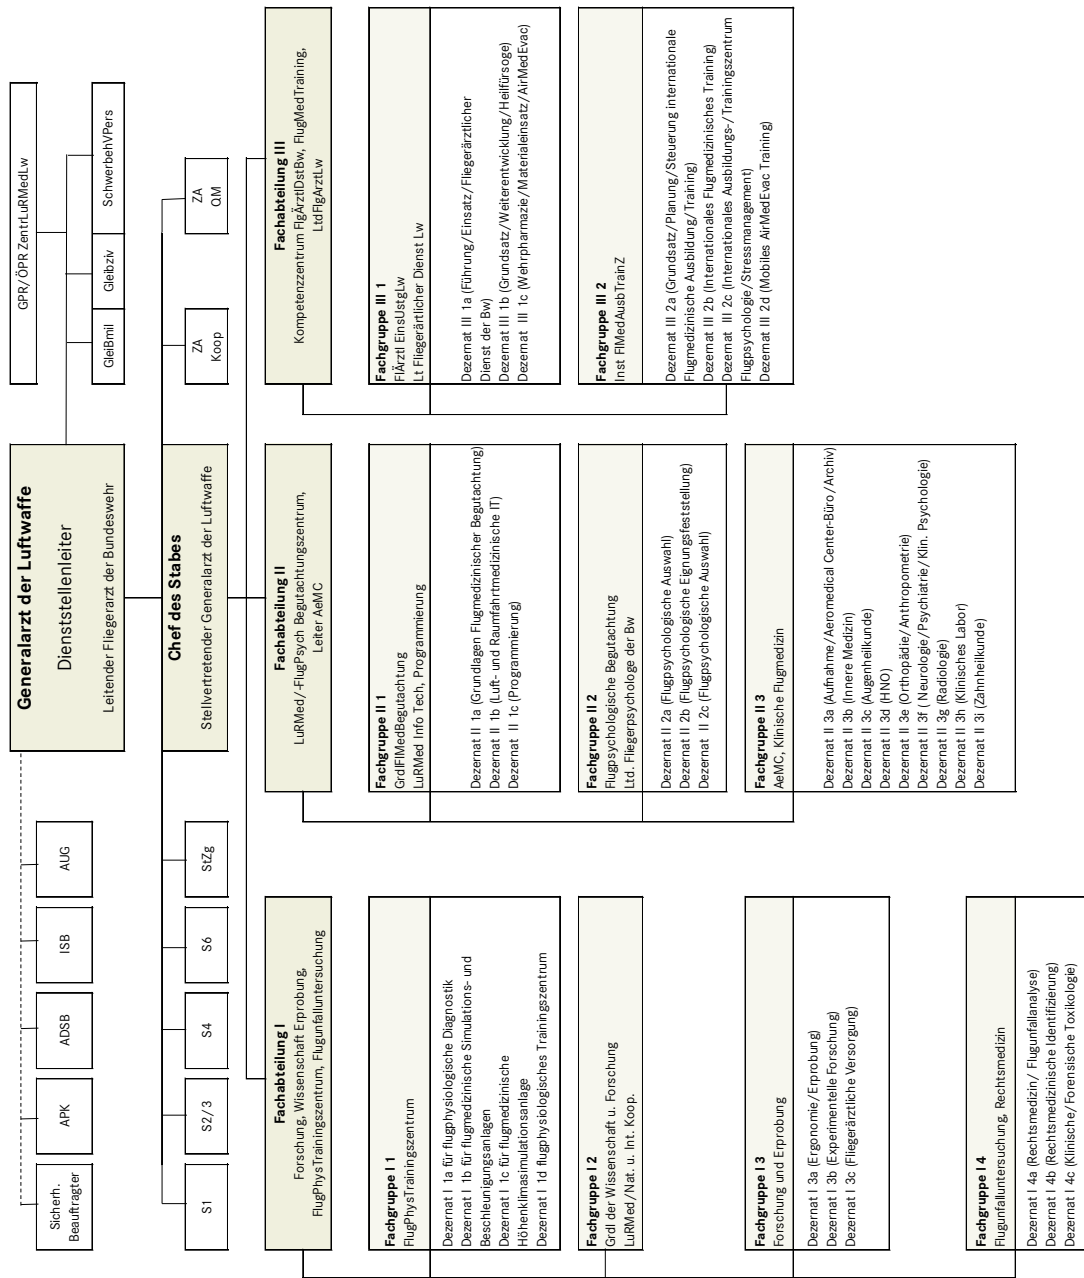 Generalarzt der Luftwaffe
Dienststellenleiter
Leitender Fliegerarzt der Bundeswehr
GPR/ ÖPR ZentrLuRMedLw
GleiBmil
Gleibziv
SchwerbehVPers
Sicherh.
Beauftragter
APK
ADSB
ISB
AUG
Chef des Stabes
Stellvertretender Generalarzt der Luftwaffe
S1
S2/3
S4
S6
StZg
ZA
Koop
ZA
QM
Fachabteilung I
Forschung, Wissenschaft Erprobung,
FlugPhysTrainingszentrum, Flugunfalluntersuchung
Fachgruppe I 1
FlugPhysTrainingszentrum
Dezernat I 1a für flugphysiologische Diagnostik
Dezernat I 1b für flugmedizinische Simulations- und
Beschleunigungsanlagen
Dezernat I 1c für flugmedizinische
Höhenklimasimulationsanlage
Dezernat I 1d flugphysiologisches Trainingszentrum
Fachgruppe I 2
Grdl der Wissenschaft u. Forschung
LuRMed/Nat. u. Int. Koop.
Fachgruppe I 3
Forschung und Erprobung
Dezernat I 3a (Ergonomie/Erprobung)
Dezernat I 3b (Experimentelle Forschung)
Dezernat I 3c (Fliegerärztliche Versorgung)
Fachgruppe I 4
Flugunfalluntersuchung, Rechtsmedizin
Dezernat I 4a (Rechtsmedizin/ Flugunfallanalyse)
Dezernat I 4b (Rechtsmedizinische Identifizierung)
Dezernat I 4c (Klinische/Forensische Toxikologie)
Fachabteilung II
LuRMed/-FlugPsych Begutachtungszentrum,
Leiter AeMC
Fachgruppe II 1
GrdlFlMedBegutachtung
LuRMed Info Tech, Programmierung
Dezernat II 1a (Grundlagen Flugmedizinischer Begutachtung)
Dezernat II 1b (Luft- und Raumfahrtmedizinische IT)
Dezernat II 1c (Programmierung)
Fachgruppe II 2
Flugpsychologische Begutachtung
Ltd. Fliegerpsychologe der Bw
Dezernat II 2a (Flugpsychologische Auswahl)
Dezernat II 2b (Flugpsychologische Eignungsfeststellung)
Dezernat II 2c (Flugpsychologische Auswahl)
Fachgruppe II 3
AeMC, Klinische Flugmedizin
Dezernat II 3a (Aufnahme/Aeromedical Center-Büro/Archiv)
Dezernat II 3b (Innere Medizin)
Dezernat II 3c (Augenheilkunde)
Dezernat II 3d (HNO)
Dezernat II 3e (Orthopädie/Anthropometrie)
Dezernat II 3f ( Neurologie/Psychiatrie/Klin. Psychologie)
Dezernat II 3g (Radiologie)
Dezernat II 3h (Klinisches Labor)
Dezernat II 3i (Zahnheilkunde)
Fachabteilung III
Kompetenzzentrum FlgÄrztlDstBw, FlugMedTraining,
LtdFlgArztLw
Fachgruppe III 1
FlÄrztl EinsUstgLw
Lt Fliegerärtlicher Dienst Lw
Dezernat III 1a (Führung/Einsatz/Fliegerärztlicher
Dienst der Bw)
Dezernat III 1b (Grundsatz/Weiterentwicklung/Heilfürsoge)
Dezernat III 1c (Wehrpharmazie/Materialeinsatz/AirMedEvac)
Fachgruppe III 2
Inst FlMedAusbTrainZ
Dezernat III 2a (Grundsatz/Planung/Steuerung internationale
Flugmedizinische Ausbildung/Training)
Dezernat III 2b (Internationales Flugmedizinisches Training)
Dezernat III 2c (Internationales Ausbildungs-/Trainingszentrum
Flugpsychologie/Stressmanagement)
Dezernat III 2d (Mobiles AirMedEvac Training)